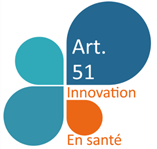 Art.
51
Innovation
En santé